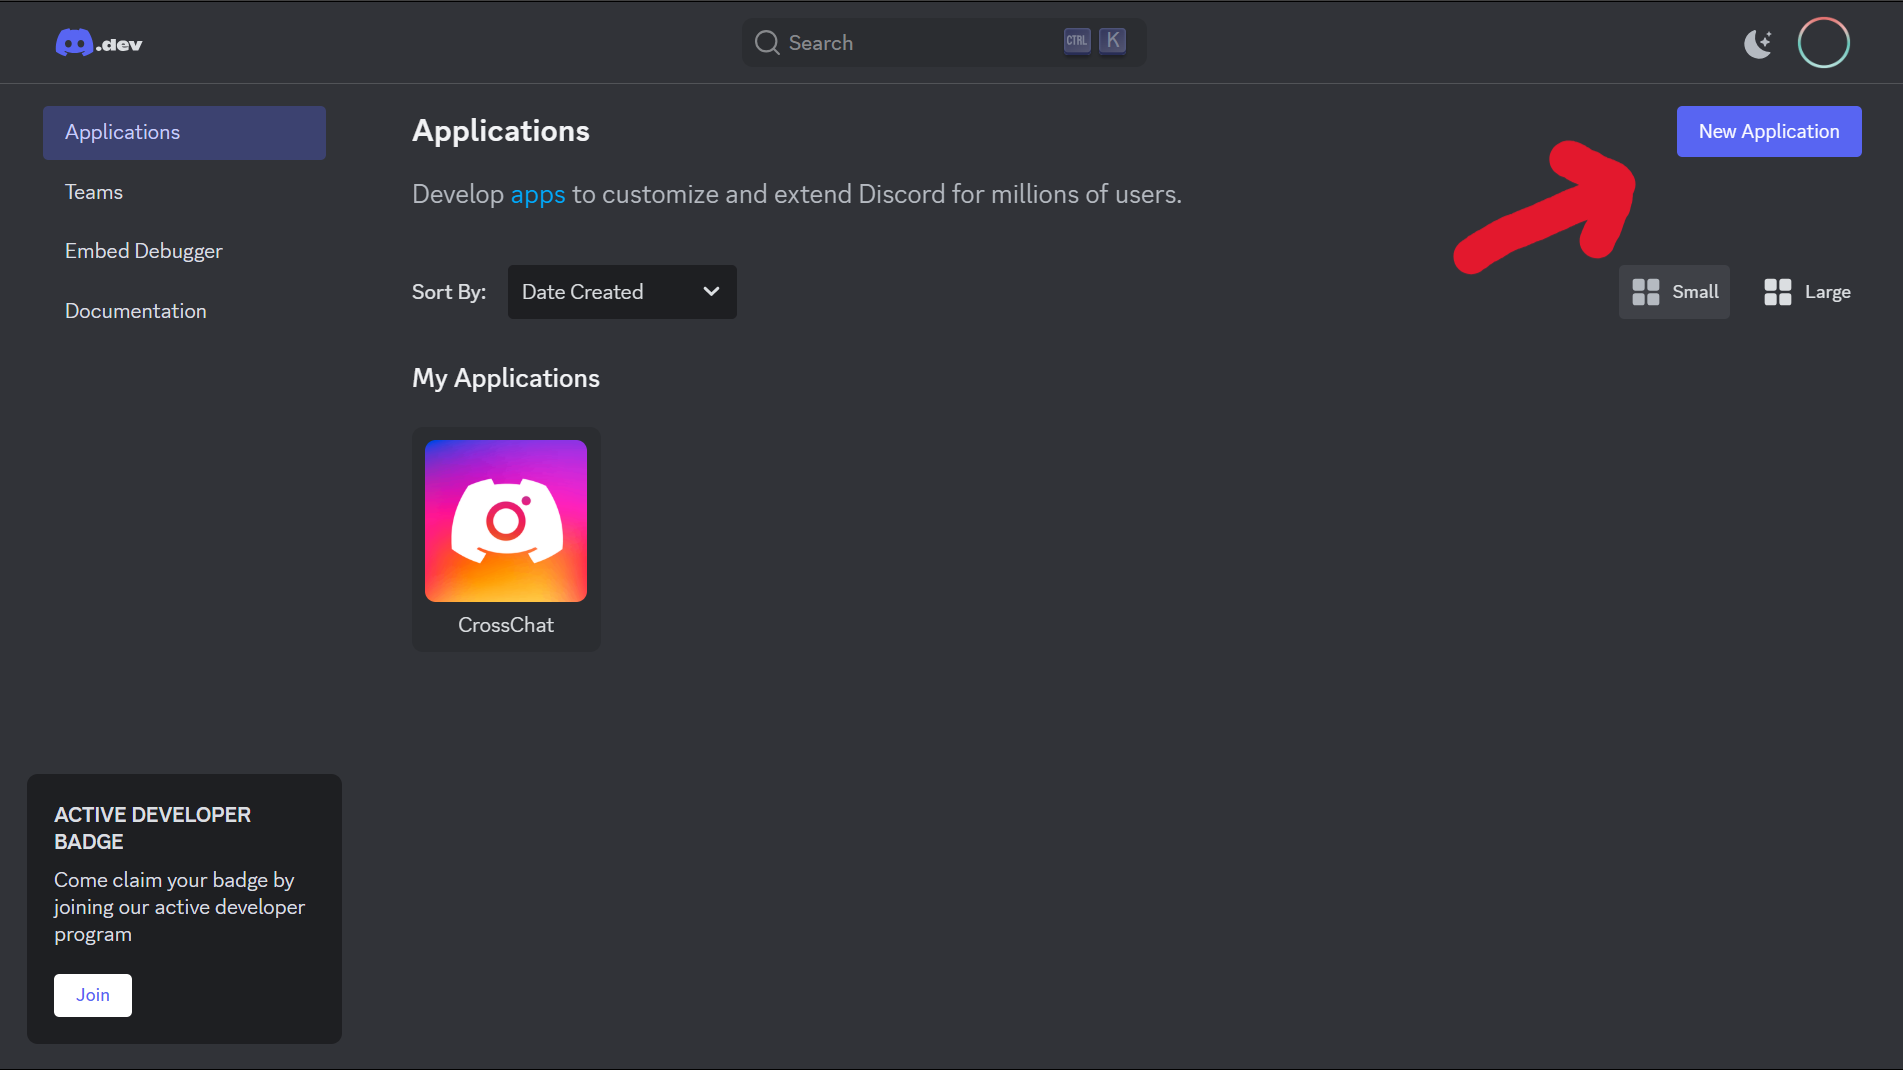 .dev
Search
CTRL K
Applications
Teams
Embed Debugger
Documentation
Applications
New Application
Develop apps to customize and extend Discord for millions of users.
Sort By: Date Created
Small Large
My Applications
CrossChat
ACTIVE DEVELOPER
BADGE
Come claim your badge by
joining our active developer
program
Join